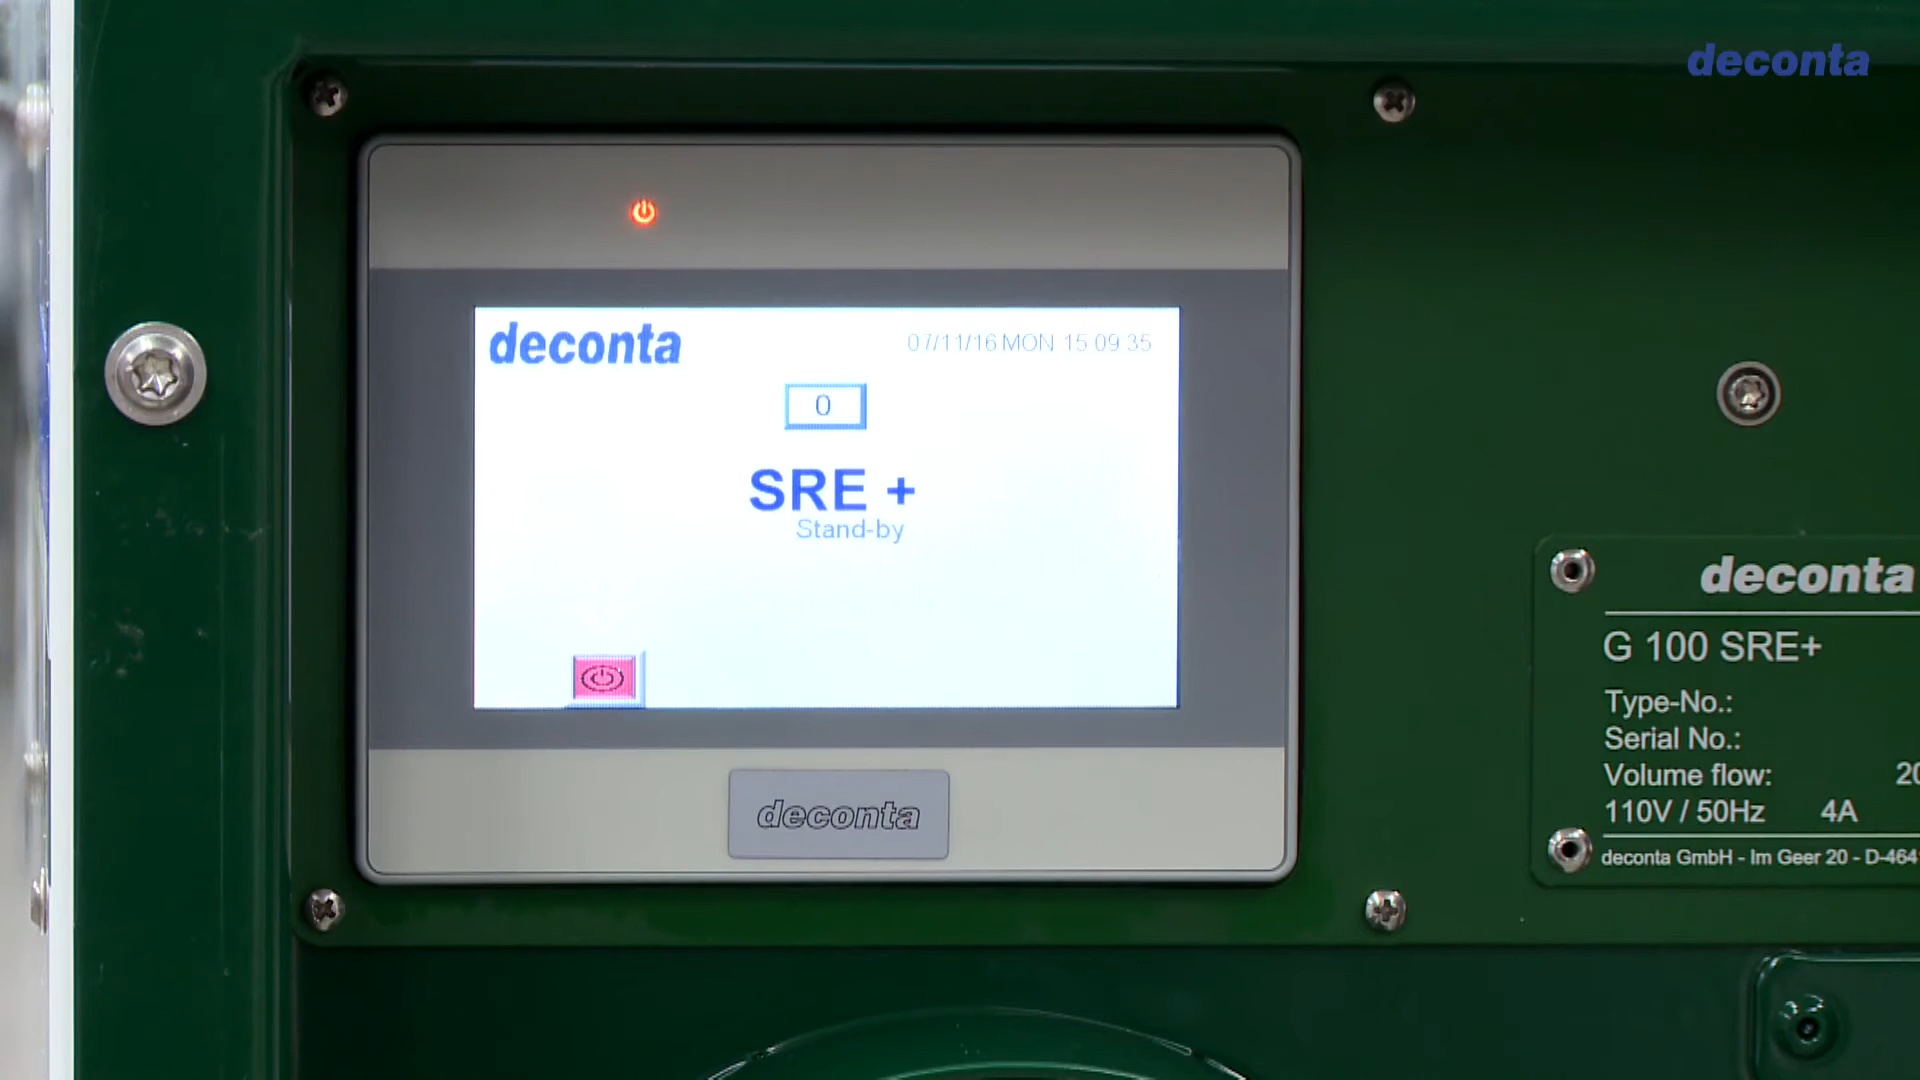 deconta
deconta
07/11/16 MON 15 09 35
0
SRE +
Stand-by
deconta
deconta
G 100 SRE+
Type-No.:
Serial No.:
Volume flow: 20
110V / 50Hz 4A
deconta GmbH - Im Geer 20 - D-464